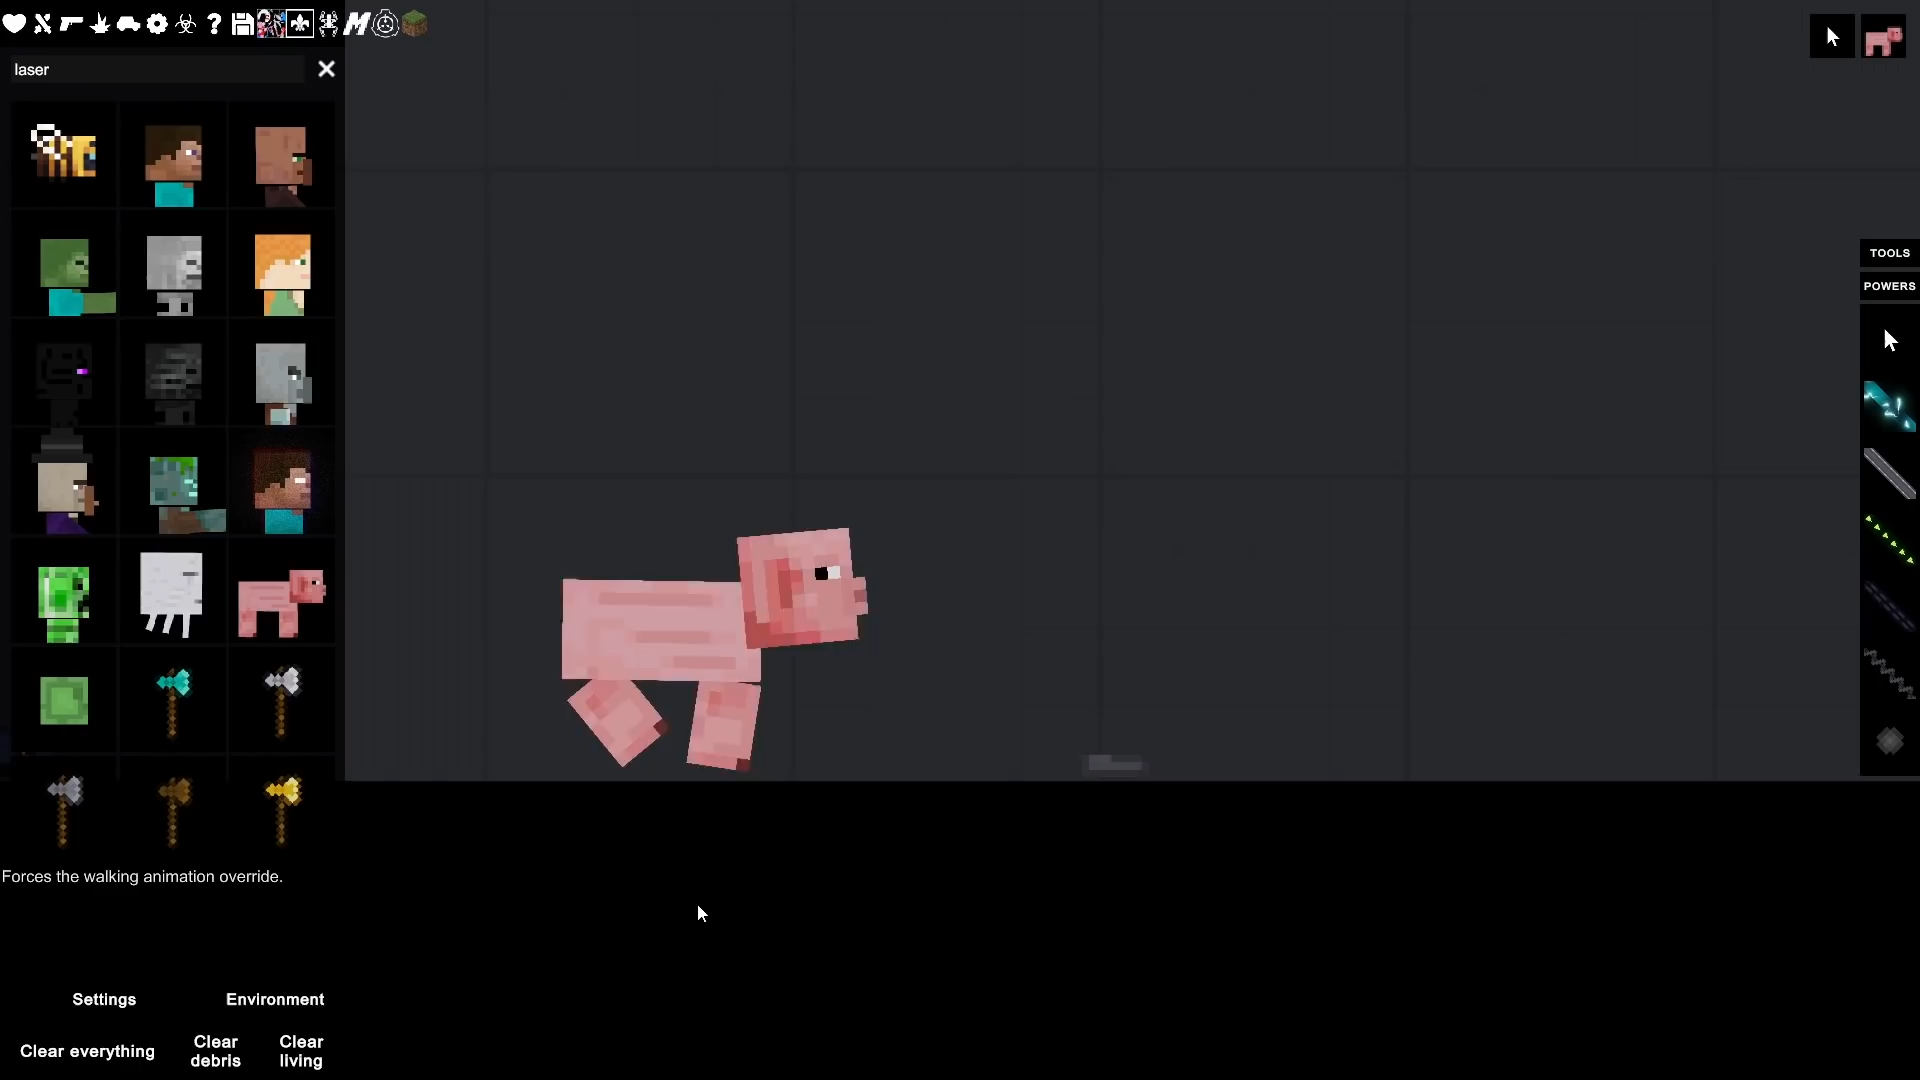 laser
TOOLS
POWERS
Forces the walking animation override.
Settings
Environment
Clear everything
Clear
debris
Clear
living